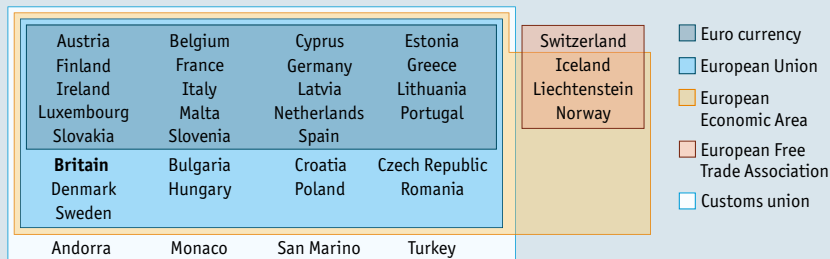 Austria Belgium Cyprus Estonia Switzerland
Finland France Germany Greece Iceland
Ireland Italy Latvia Lithuania Liechtenstein
Luxembourg Malta Netherlands Portugal Norway
Slovakia Slovenia Spain
Britain Bulgaria Croatia Czech Republic
Denmark Hungary Poland Romania
Sweden
Andorra Monaco San Marino Turkey
Euro currency
European Union
European
Economic Area
European Free
Trade Association
Customs union